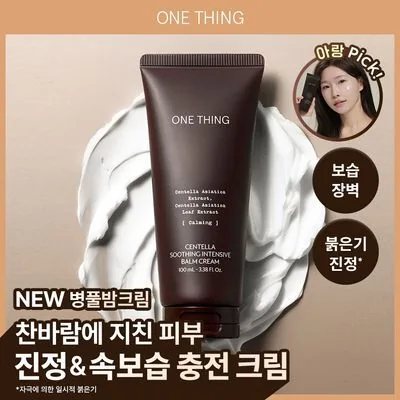 ONE THING
아랑 Pick!
ONE THING
Centella Asiatica
Extract,
Centella Asiatica
Leaf Extract
[ Calming ]
CENTELLA
SOOTHING INTENSIVE
BALM CREAM
100 mL - 3.38 Fl. Oz.
보습
장벽
붉은기
진정*
NEW 병풀밤크림
찬바람에 지친 피부
진정&속보습 충전 크림
*자극에 의한 일시적 붉은기